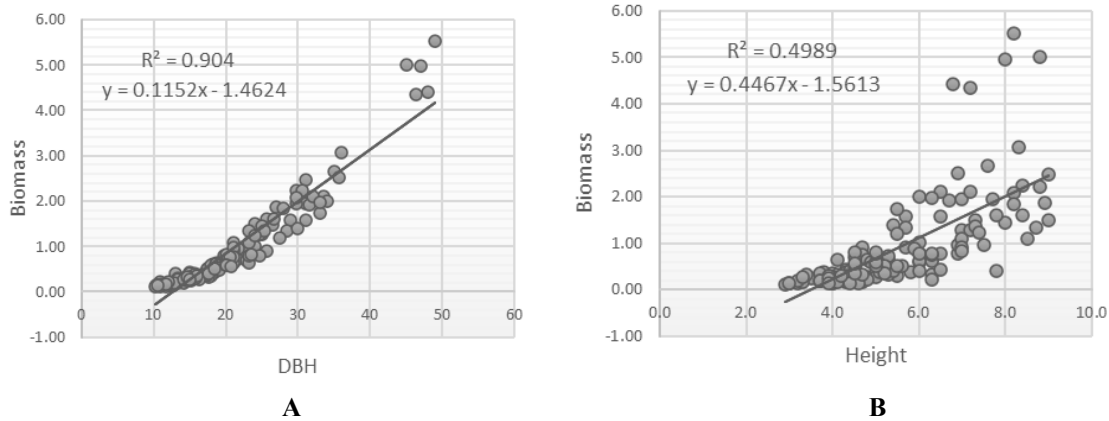 6.00
5.00
4.00
3.00
2.00
1.00
0.00
-1.00
Biomass
R² = 0.904
y = 0.1152x - 1.4624
0 10 20 30 40 50 60
DBH
A
6.00
5.00
4.00
3.00
2.00
1.00
0.00
-1.00
Biomass
R² = 0.4989
y = 0.4467x - 1.5613
0.0 2.0 4.0 6.0 8.0 10.0
Height
B